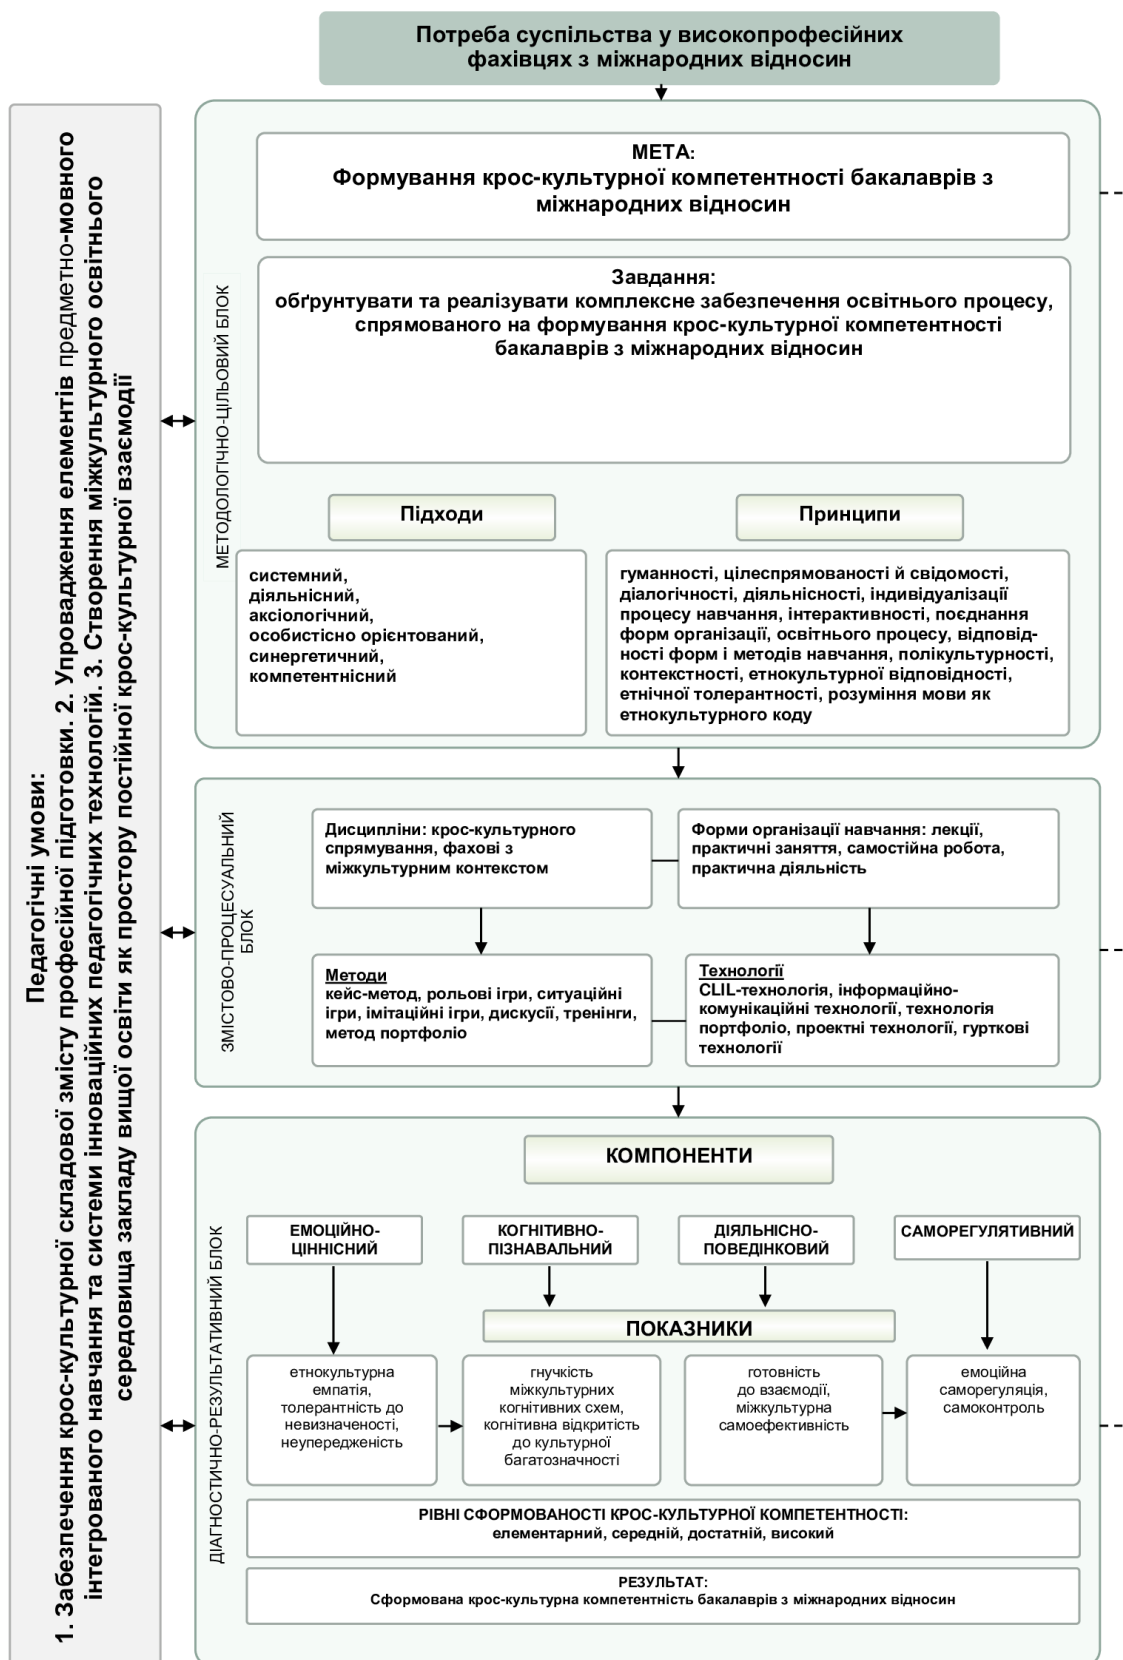 Потреба суспільства у високопрофесійних
фахівцях з міжнародних відносин
Педагогічні умови:
1. Забезпечення крос-культурної складової змісту професійної підготовки. 2. Упровадження елементів предметно-мовного
інтегрованого навчання та системи інноваційних педагогічних технологій. 3. Створення міжкультурного освітнього
середовища закладу вищої освіти як простору постійної крос-культурної взаємодії
МЕТОДОЛОГІЧНО-ЦІЛЬОВИЙ БЛОК
МЕТА:
Формування крос-культурної компетентності бакалаврів з
міжнародних відносин
Завдання:
обґрунтувати та реалізувати комплексне забезпечення освітнього процесу,
спрямованого на формування крос-культурної компетентності
бакалаврів з міжнародних відносин
Підходи
системний,
діяльнісний,
аксіологічний,
особистісно орієнтований,
синергетичний,
компетентнісний
Принципи
гуманності, цілеспрямованості й свідомості,
діалогічності, діяльнісності, індивідуалізації
процесу навчання, інтерактивності, поєднання
форм організації, освітнього процесу, відповід-
ності форм і методів навчання, полікультурності,
контекстності, етнокультурної відповідності,
етнічної толерантності, розуміння мови як
етнокультурного коду
ЗМІСТОВО-ПРОЦЕСУАЛЬНИЙ
БЛОК
Дисципліни: крос-культурного
спрямування, фахові з
міжкультурним контекстом
Форми організації навчання: лекції,
практичні заняття, самостійна робота,
практична діяльність
Методи
кейс-метод, рольові ігри, ситуаційні
ігри, імітаційні ігри, дискусії, тренінги,
метод портфоліо
Технології
CLIL-технологія, інформаційно-
комунікаційні технології, технологія
портфоліо, проектні технології, гурткові
технології
ДІАГНОСТИЧНО-РЕЗУЛЬТАТИВНИЙ БЛОК
КОМПОНЕНТИ
ЕМОЦІЙНО-
ЦІННІСНИЙ
КОГНІТИВНО-
ПІЗНАВАЛЬНИЙ
ДІЯЛЬНІСНО-
ПОВЕДІНКОВИЙ
САМОРЕГУЛЯТИВНИЙ
ПОКАЗНИКИ
етнокультурна
емпатія,
толерантність до
невизначеності,
неупередженість
гнучкість
міжкультурних
когнітивних схем,
когнітивна відкритість
до культурної
багатозначності
готовність
до взаємодії,
міжкультурна
самоефективність
емоційна
саморегуляція,
самоконтроль
РІВНІ СФОРМОВАНОСТІ КРОС-КУЛЬТУРНОЇ КОМПЕТЕНТНОСТІ:
елементарний, середній, достатній, високий
РЕЗУЛЬТАТ:
Сформована крос-культурна компетентність бакалаврів з міжнародних відносин